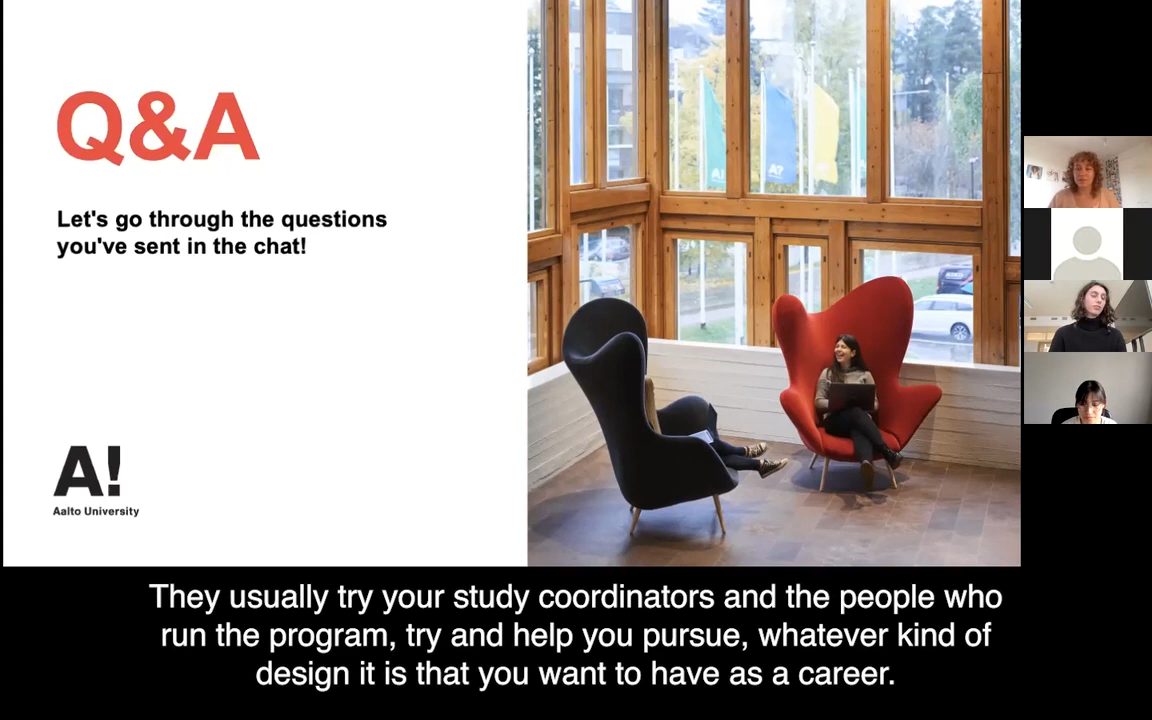 Q&A
Let's go through the questions
you've sent in the chat!
A!
Aalto University
A!
A?
They usually try your study coordinators and the people who
run the program, try and help you pursue, whatever kind of
design it is that you want to have as a career.